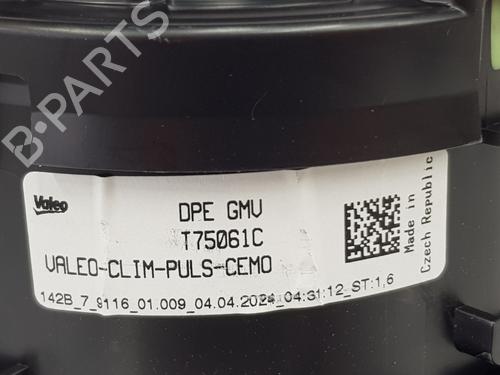 B-PARTS
Valeo
DPE GMV
T75061C
VALEO-CLIM-PULS-CEMO
142B_7_9116_01.009_04.04.2024_04:31:12_ST:1,6
Made in
Czech Republic